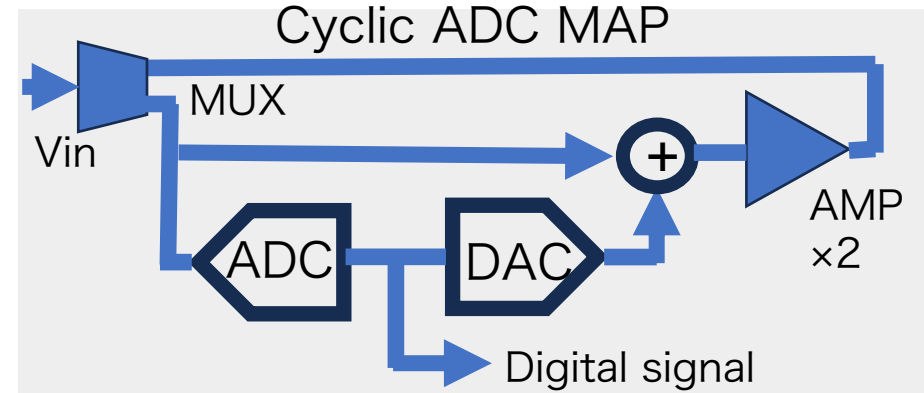 Cyclic ADC MAP
MUX
Vin
+
AMP
×2
ADC
DAC
Digital signal